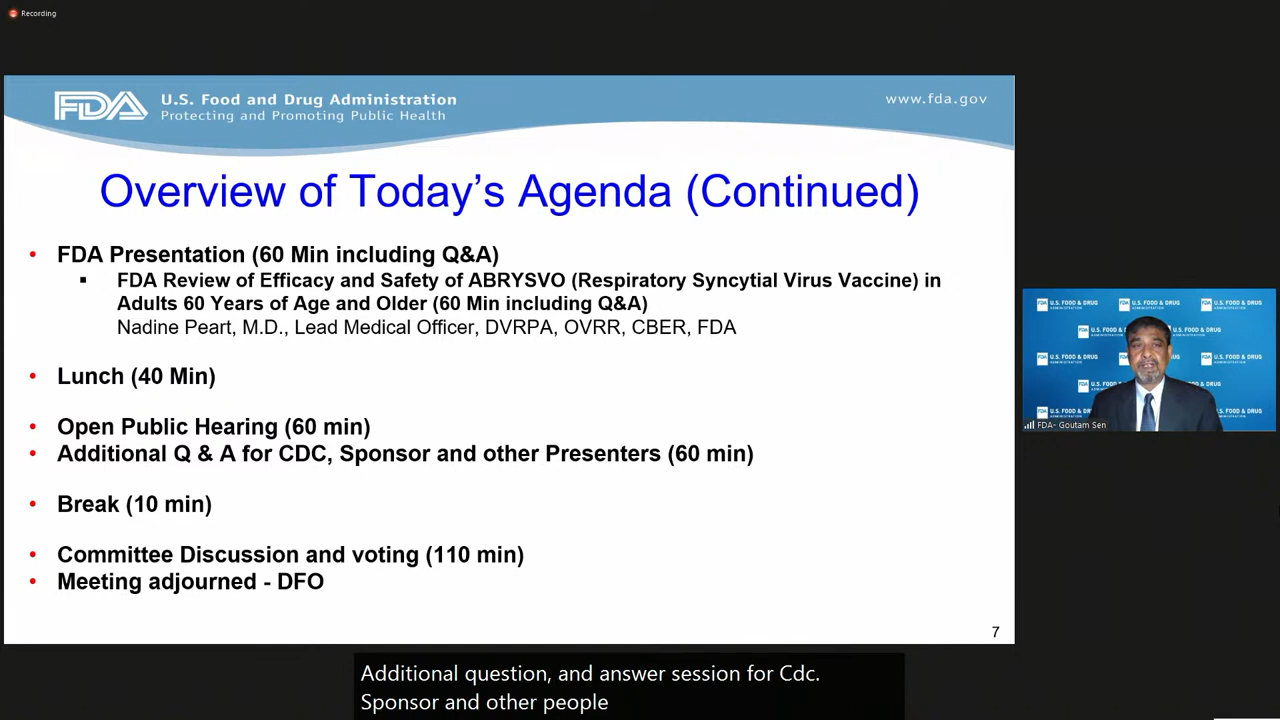 Recording
FDA U.S. Food and Drug Administration
Protecting and Promoting Public Health
www.fda.gov
Overview of Today's Agenda (Continued)
• FDA Presentation (60 Min including Q&A)
▪ FDA Review of Efficacy and Safety of ABRYSVO (Respiratory Syncytial Virus Vaccine) in
Adults 60 Years of Age and Older (60 Min including Q&A)
Nadine Peart, M.D., Lead Medical Officer, DVRPA, OVRR, CBER, FDA
• Lunch (40 Min)
• Open Public Hearing (60 min)
• Additional Q & A for CDC, Sponsor and other Presenters (60 min)
• Break (10 min)
• Committee Discussion and voting (110 min)
• Meeting adjourned - DFO
7
FDA- Goutam Sen
Additional question, and answer session for Cdc.
Sponsor and other people